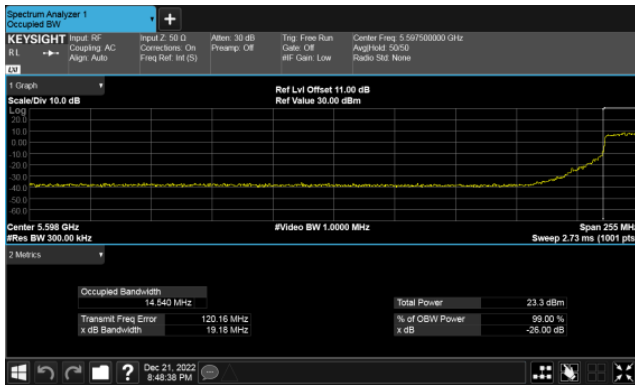 Spectrum Analyzer 1
Occupied BW
KEYSIGHT Input: RF Input Z: 50 Ω Atten: 30 dB Trig: Free Run Center Freq: 5.597500000 GHz
R L Coupling: AC Corrections: On Preamp: Off Gate: Off Avg|Hold: 50/50
Align: Auto Freq Ref: Int (S) #IF Gain: Low Radio Std: None
LXI
1 Graph Ref Lvl Offset 11.00 dB
Scale/Div 10.0 dB Ref Value 30.00 dBm
Log
20.0
10.0
0.00
-10.0
-20.0
-30.0
-40.0
-50.0
-60.0
Center 5.598 GHz #Video BW 1.0000 MHz Span 255 MH
#Res BW 300.00 kHz Sweep 2.73 ms (1001 pts
2 Metrics
Occupied Bandwidth
14.540 MHz Total Power 23.3 dBm
Transmit Freq Error 120.16 MHz % of OBW Power 99.00 %
x dB Bandwidth 19.18 MHz x dB -26.00 dB
? Dec 21, 2022
8:48:38 PM